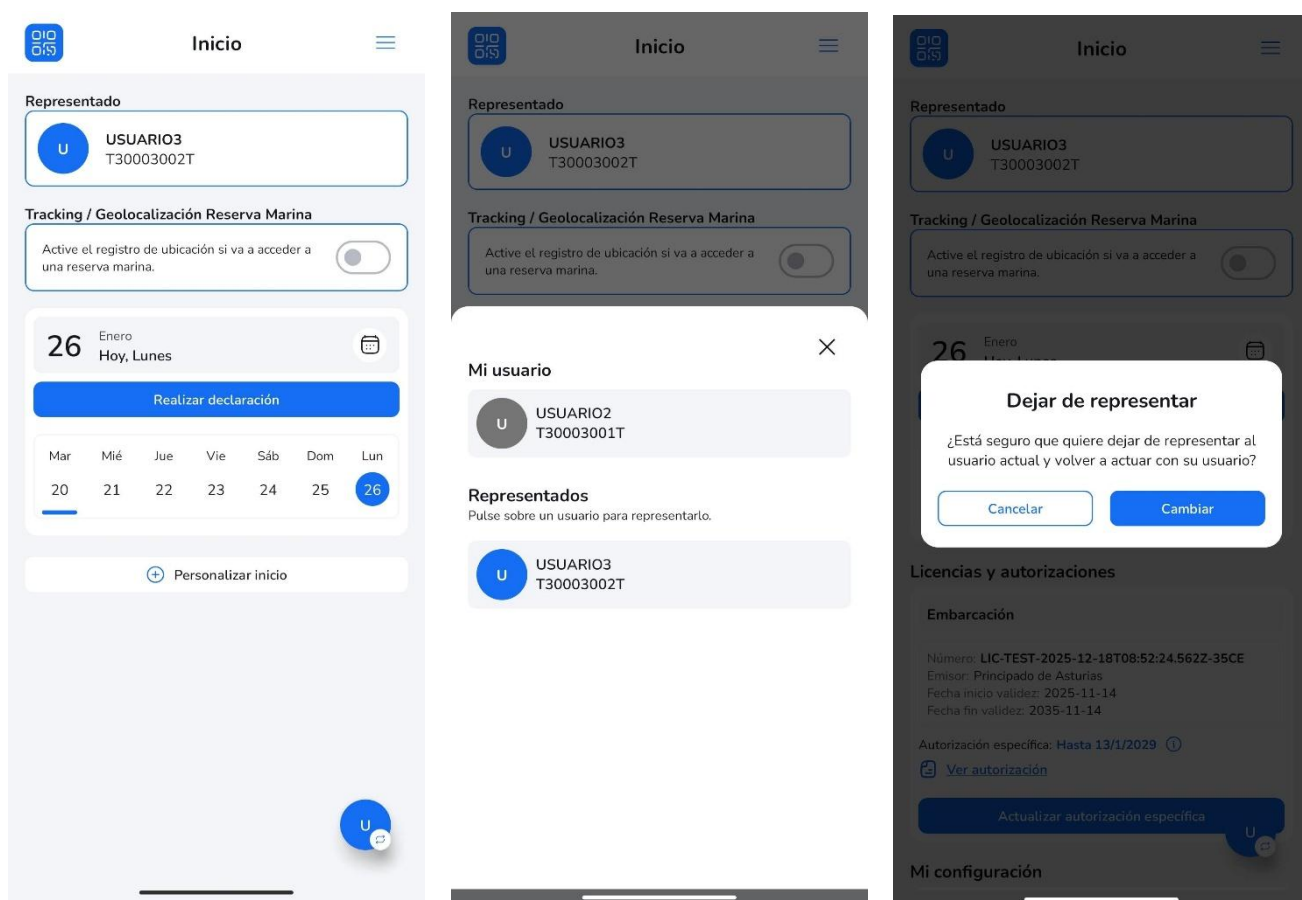 Inicio
Representado
U
USUARIO3
T30003002T
Tracking / Geolocalización Reserva Marina
Active el registro de ubicación si va a acceder a
una reserva marina.
26
Enero
Hoy, Lunes
Realizar declaración
Mar Mié Jue Vie Sáb Dom Lun
20 21 22 23 24 25 26
Personalizar inicio
U
Inicio
Representado
U
USUARIO3
T30003002T
Tracking / Geolocalización Reserva Marina
Active el registro de ubicación si va a acceder a
una reserva marina.
Mi usuario
U
USUARIO2
T30003001T
Representados
Pulse sobre un usuario para representarlo.
U
USUARIO3
T30003002T
Inicio
Representado
U
USUARIO3
T30003002T
Tracking / Geolocalización Reserva Marina
Active el registro de ubicación si va a acceder a
una reserva marina.
26
Enero
Hoy, Lunes
Dejar de representar
¿Está seguro que quiere dejar de representar al
usuario actual y volver a actuar con su usuario?
Cancelar
Cambiar
Licencias y autorizaciones
Embarcación
Número: LIC-TEST-2025-12-18T08:52:24.562Z-35CE
Emisor: Principado de Asturias
Fecha inicio validez: 2025-11-14
Fecha fin validez: 2035-11-14
Autorización específica: Hasta 13/1/2029
Ver autorización
Actualizar autorización específica
U
Mi configuración